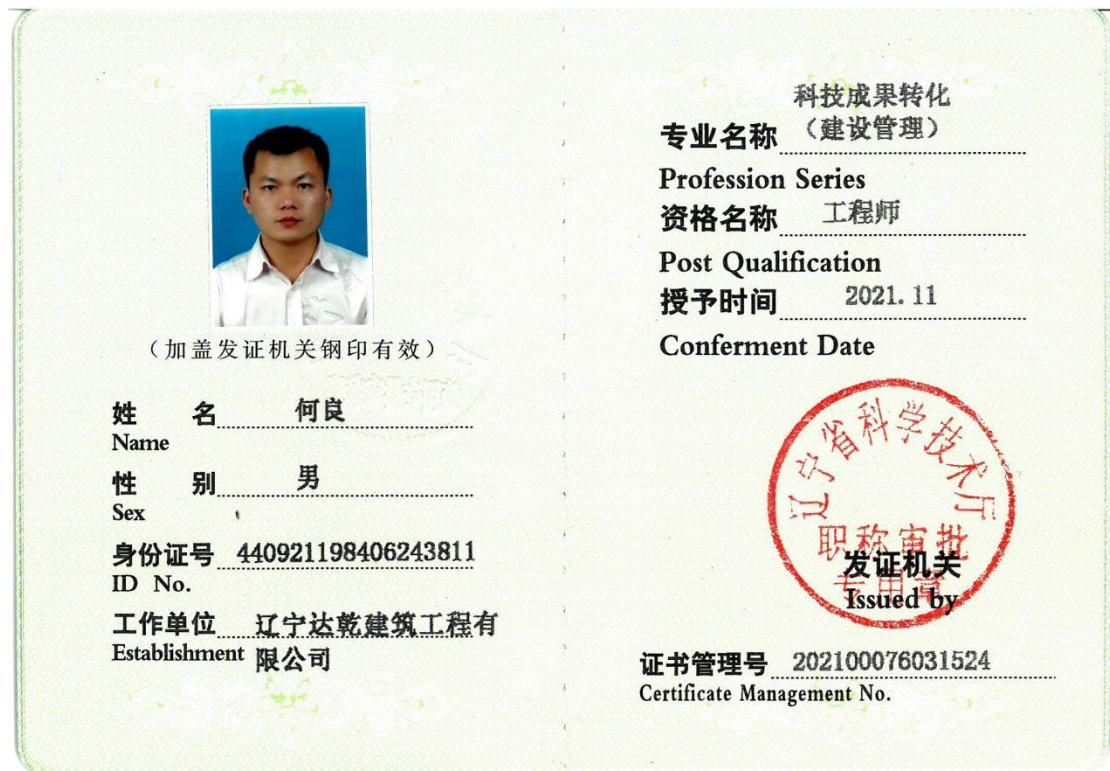 （加盖发证机关钢印有效）
姓 名 何良
Name
性 别 男
Sex
身份证号 440921198406243811
ID No.
工作单位 辽宁达乾建筑工程有
Establishment 限公司
科技成果转化
专业名称 （建设管理）
Profession Series
资格名称 工程师
Post Qualification
授予时间 2021.11
Conferment Date
辽宁省科学技术厅
职称审批
专用章
发证机关
Issued by
证书管理号 202100076031524
Certificate Management No.